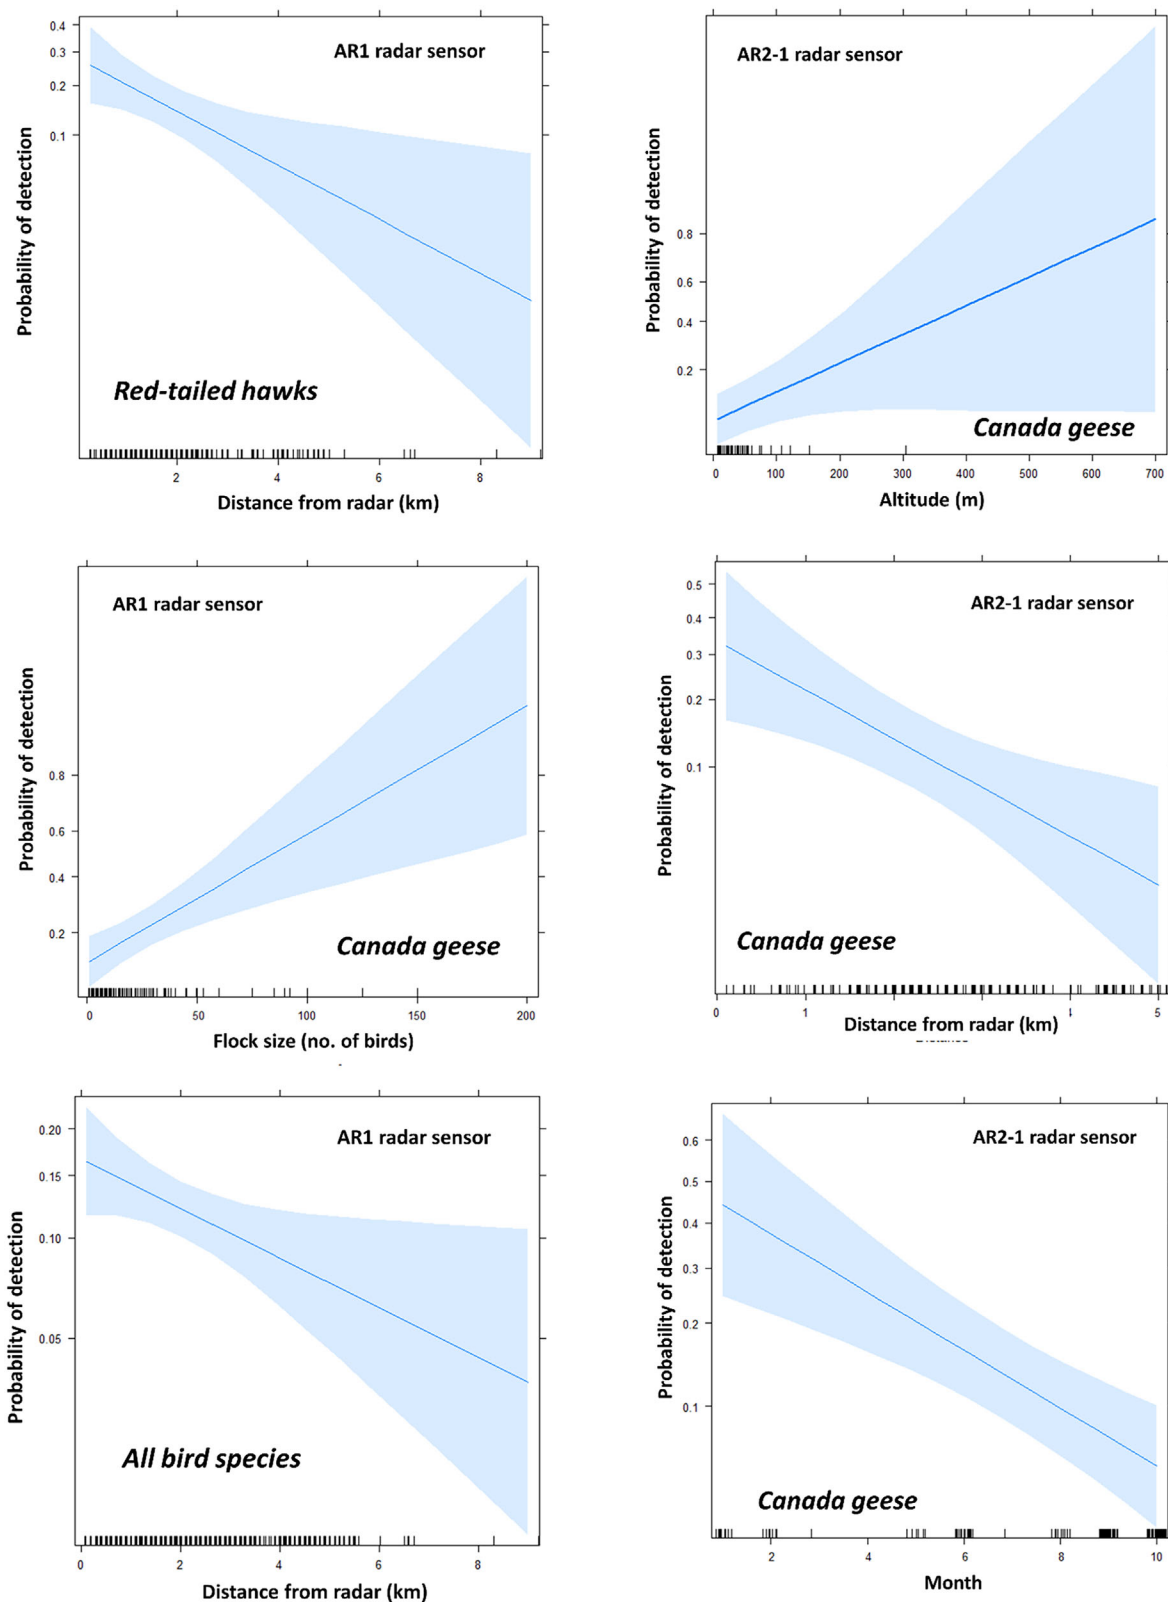 0.4
0.3
0.2
0.1
Probability of detection
AR1 radar sensor
Red-tailed hawks
2 4 6 8
Distance from radar (km)
0.8
0.6
0.4
0.2
Probability of detection
AR2-1 radar sensor
Canada geese
0 100 200 300 400 500 600 700
Altitude (m)
0.8
0.6
0.4
0.2
Probability of detection
AR1 radar sensor
Canada geese
0 50 100 150 200
Flock size (no. of birds)
0.5
0.4
0.3
0.2
0.1
Probability of detection
AR2-1 radar sensor
Canada geese
0 1 5
Distance from radar (km)
0.20
0.15
0.10
0.05
Probability of detection
AR1 radar sensor
All bird species
0 2 4 6 8
Distance from radar (km)
0.6
0.5
0.4
0.3
0.2
0.1
Probability of detection
AR2-1 radar sensor
Canada geese
2 4 6 8 10
Month